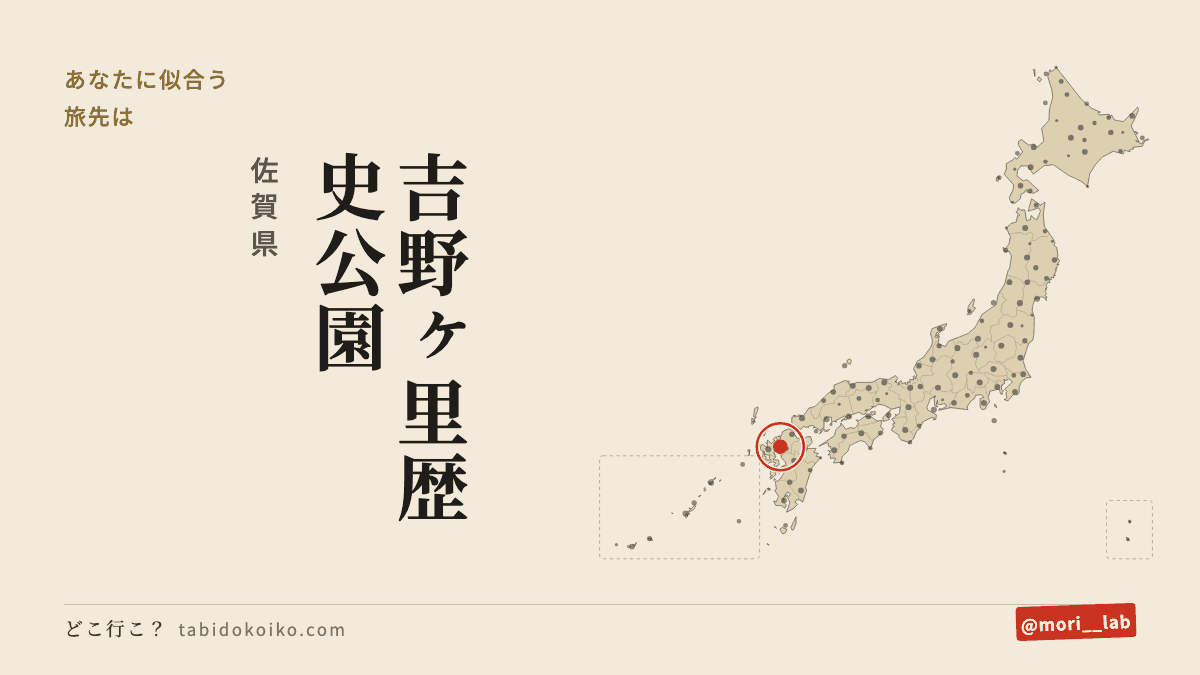 あなたに似合う
旅先は
吉野ヶ里歴
史公園
佐賀県
どこ行こ？ tabidokoiko.com
@mori__lab